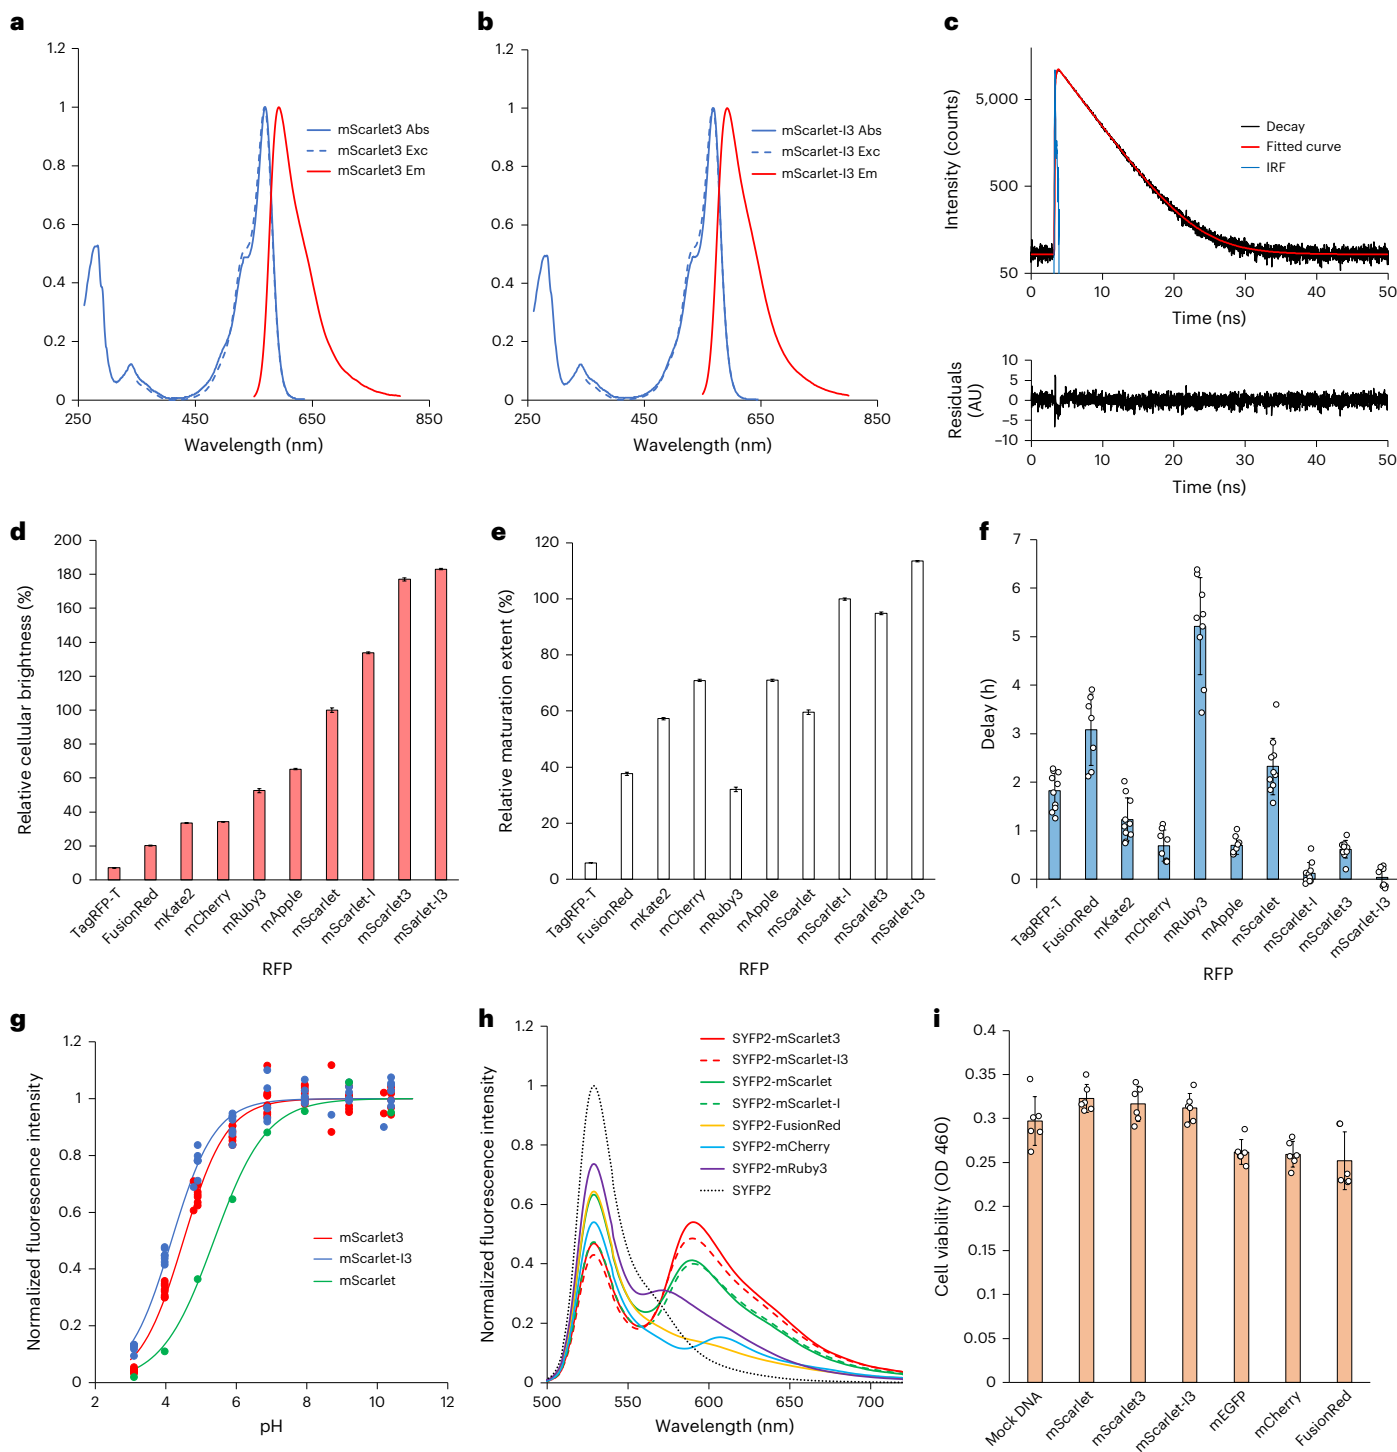 a
1.2
1
0.8
0.6
0.4
0.2
0
250
450
650
850
Wavelength (nm)
mScarlet3 Abs
mScarlet3 Exc
mScarlet3 Em
b
1.2
1
0.8
0.6
0.4
0.2
0
250
450
650
850
Wavelength (nm)
mScarlet-I3 Abs
mScarlet-I3 Exc
mScarlet-I3 Em
c
Intensity (counts)
5,000
500
50
0
10
20
30
40
50
Time (ns)
Decay
Fitted curve
IRF
Residuals
(AU)
10
5
0
−5
−10
0
10
20
30
40
50
Time (ns)
d
Relative cellular brightness (%)
200
180
160
140
120
100
80
60
40
20
0
TagRFP-T
FusionRed
mKate2
mCherry
mRuby3
mApple
mScarlet
mScarlet-I
mScarlet3
mSarlet-I3
RFP
e
Relative maturation extent (%)
120
100
80
60
40
20
0
TagRFP-T
FusionRed
mKate2
mCherry
mRuby3
mApple
mScarlet
mScarlet-I
mScarlet3
mSarlet-I3
RFP
f
Delay (h)
7
6
5
4
3
2
1
0
TagRFP-T
FusionRed
mKate2
mCherry
mRuby3
mApple
mScarlet
mScarlet-I
mScarlet3
mScarlet-I3
RFP
g
Normalized fluorescence intensity
1.2
1.0
0.8
0.6
0.4
0.2
0
2
4
6
8
10
12
pH
mScarlet3
mScarlet-I3
mScarlet
h
Normalized fluorescence intensity
1.2
1
0.8
0.6
0.4
0.2
0
500
550
600
650
700
Wavelength (nm)
SYFP2-mScarlet3
SYFP2-mScarlet-I3
SYFP2-mScarlet
SYFP2-mScarlet-I
SYFP2-FusionRed
SYFP2-mCherry
SYFP2-mRuby3
SYFP2
i
Cell viability (OD 460)
0.4
0.35
0.3
0.25
0.2
0.15
0.1
0.05
0
Mock DNA
mScarlet
mScarlet3
mScarlet-I3
mEGFP
mCherry
FusionRed